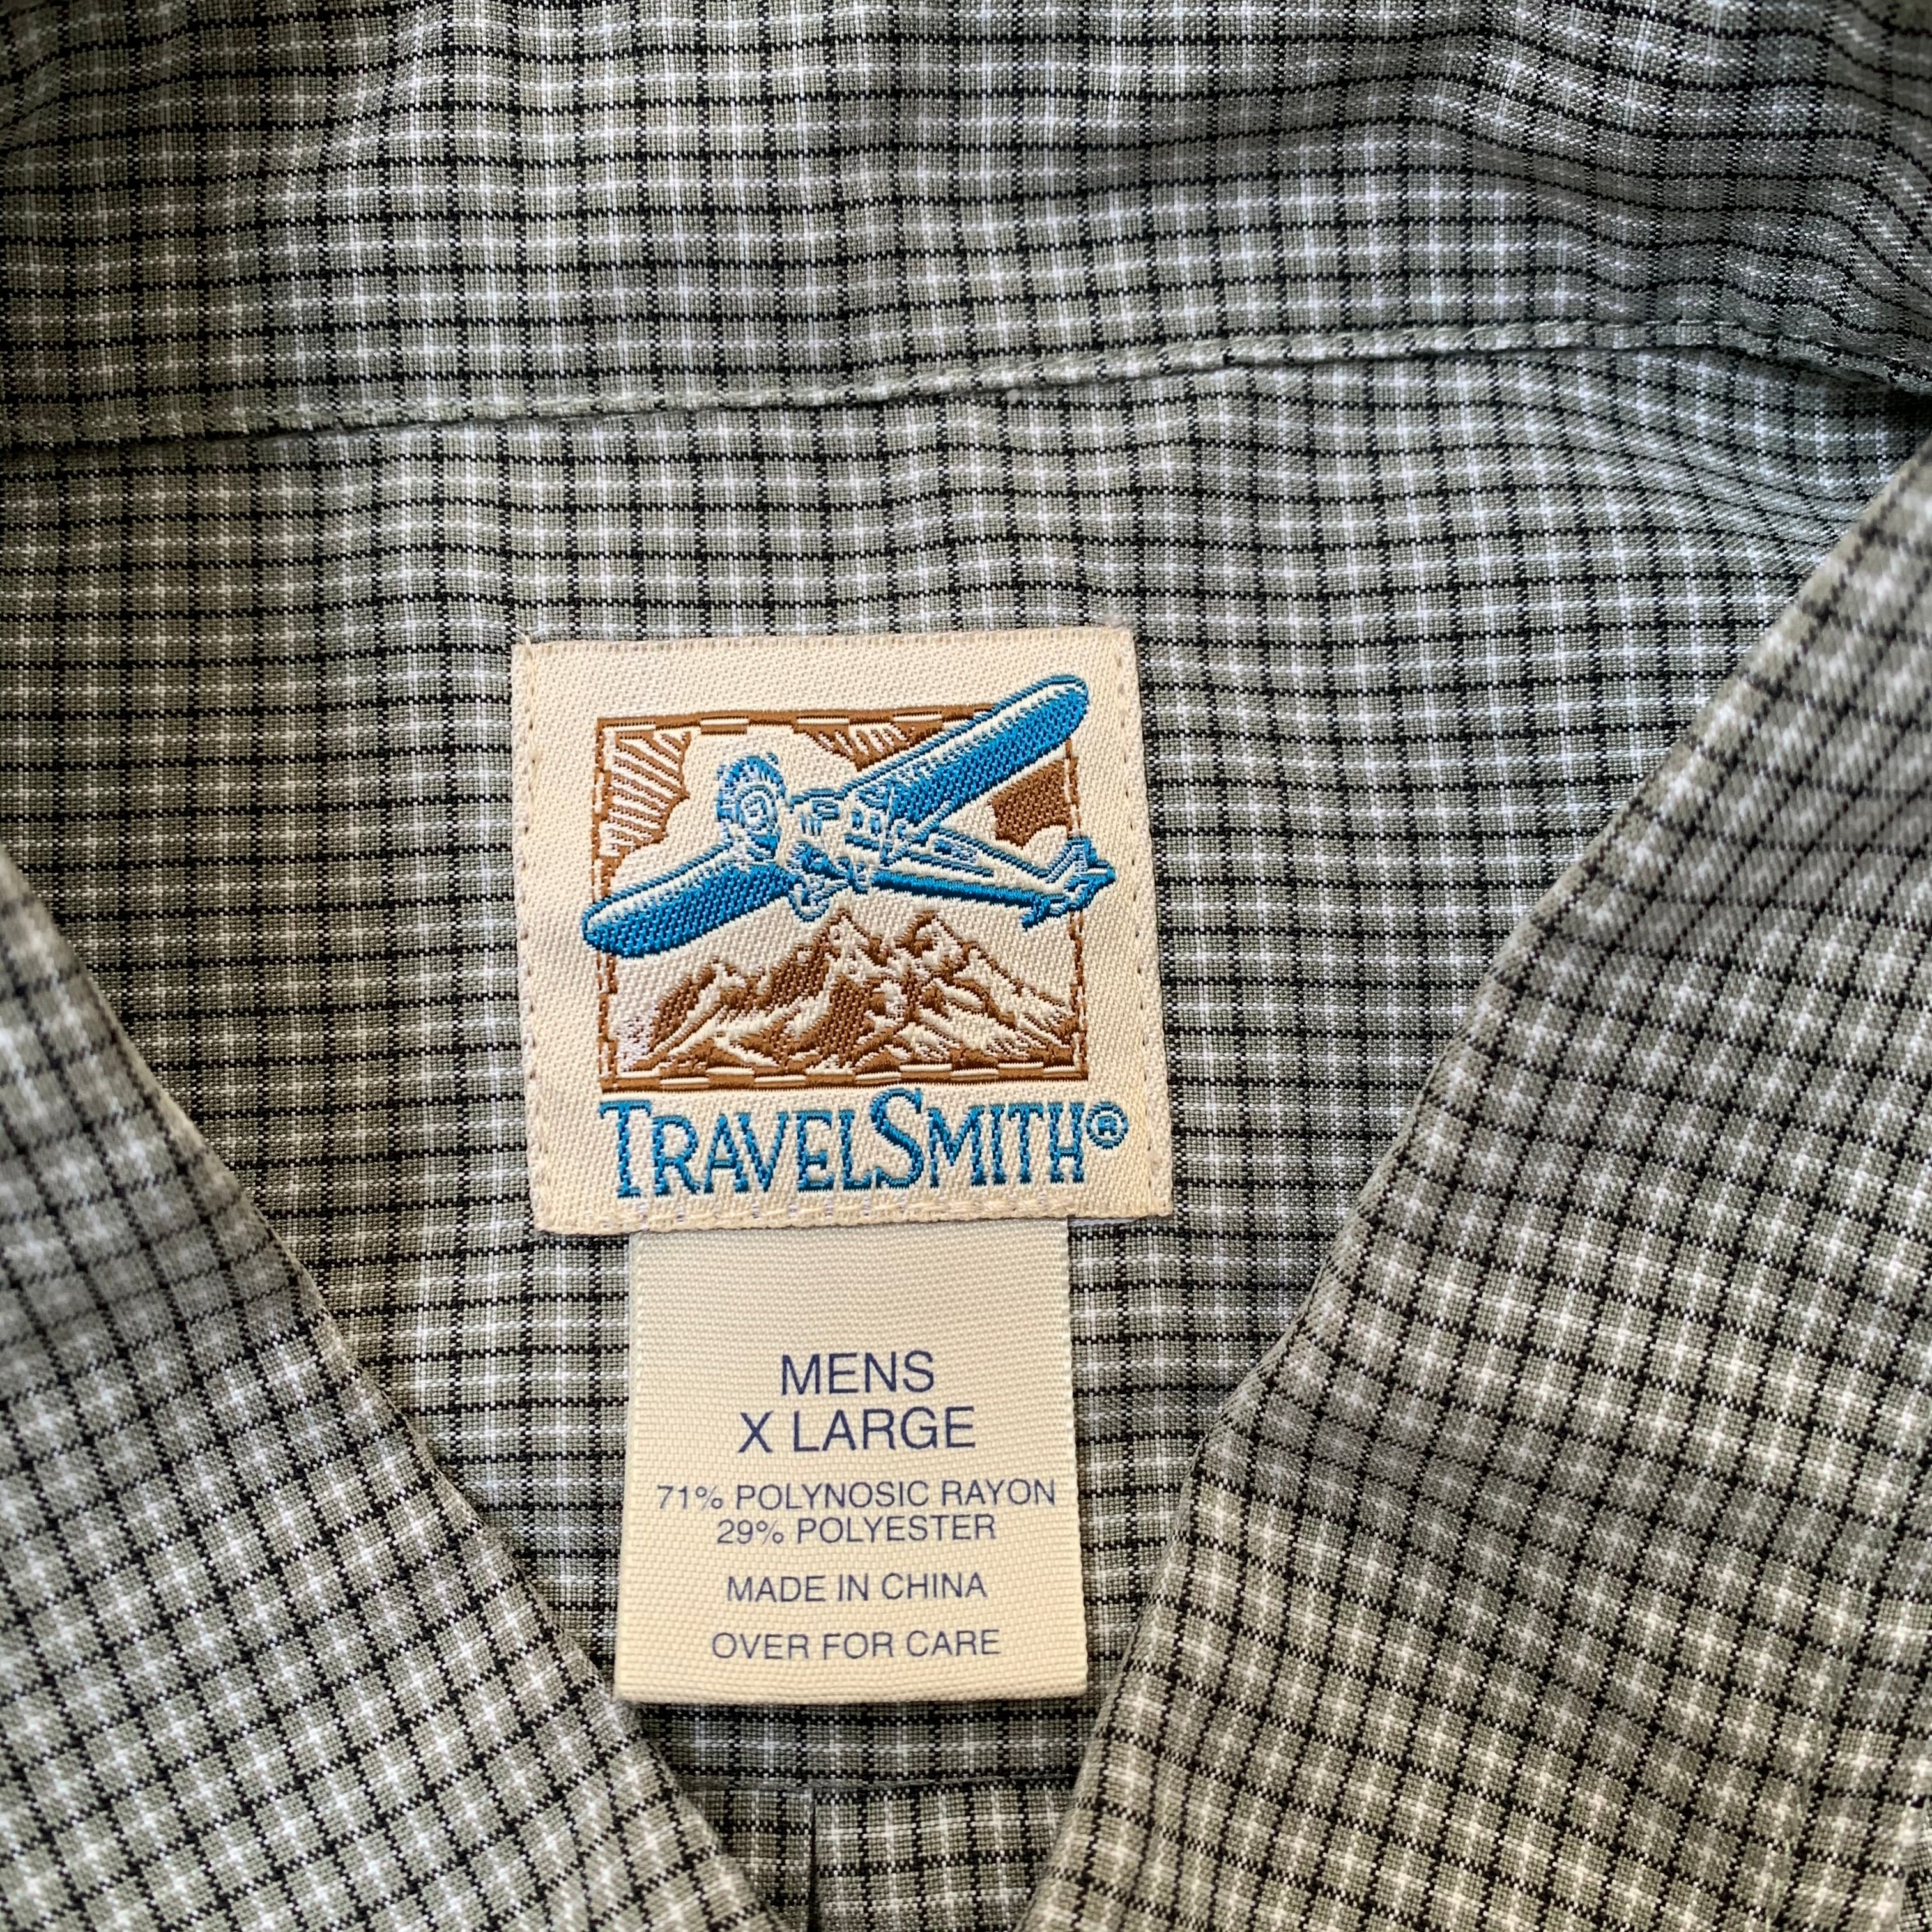 TRAVELSMITH®
MENS
X LARGE
71% POLYNOSIC RAYON
29% POLYESTER
MADE IN CHINA
OVER FOR CARE